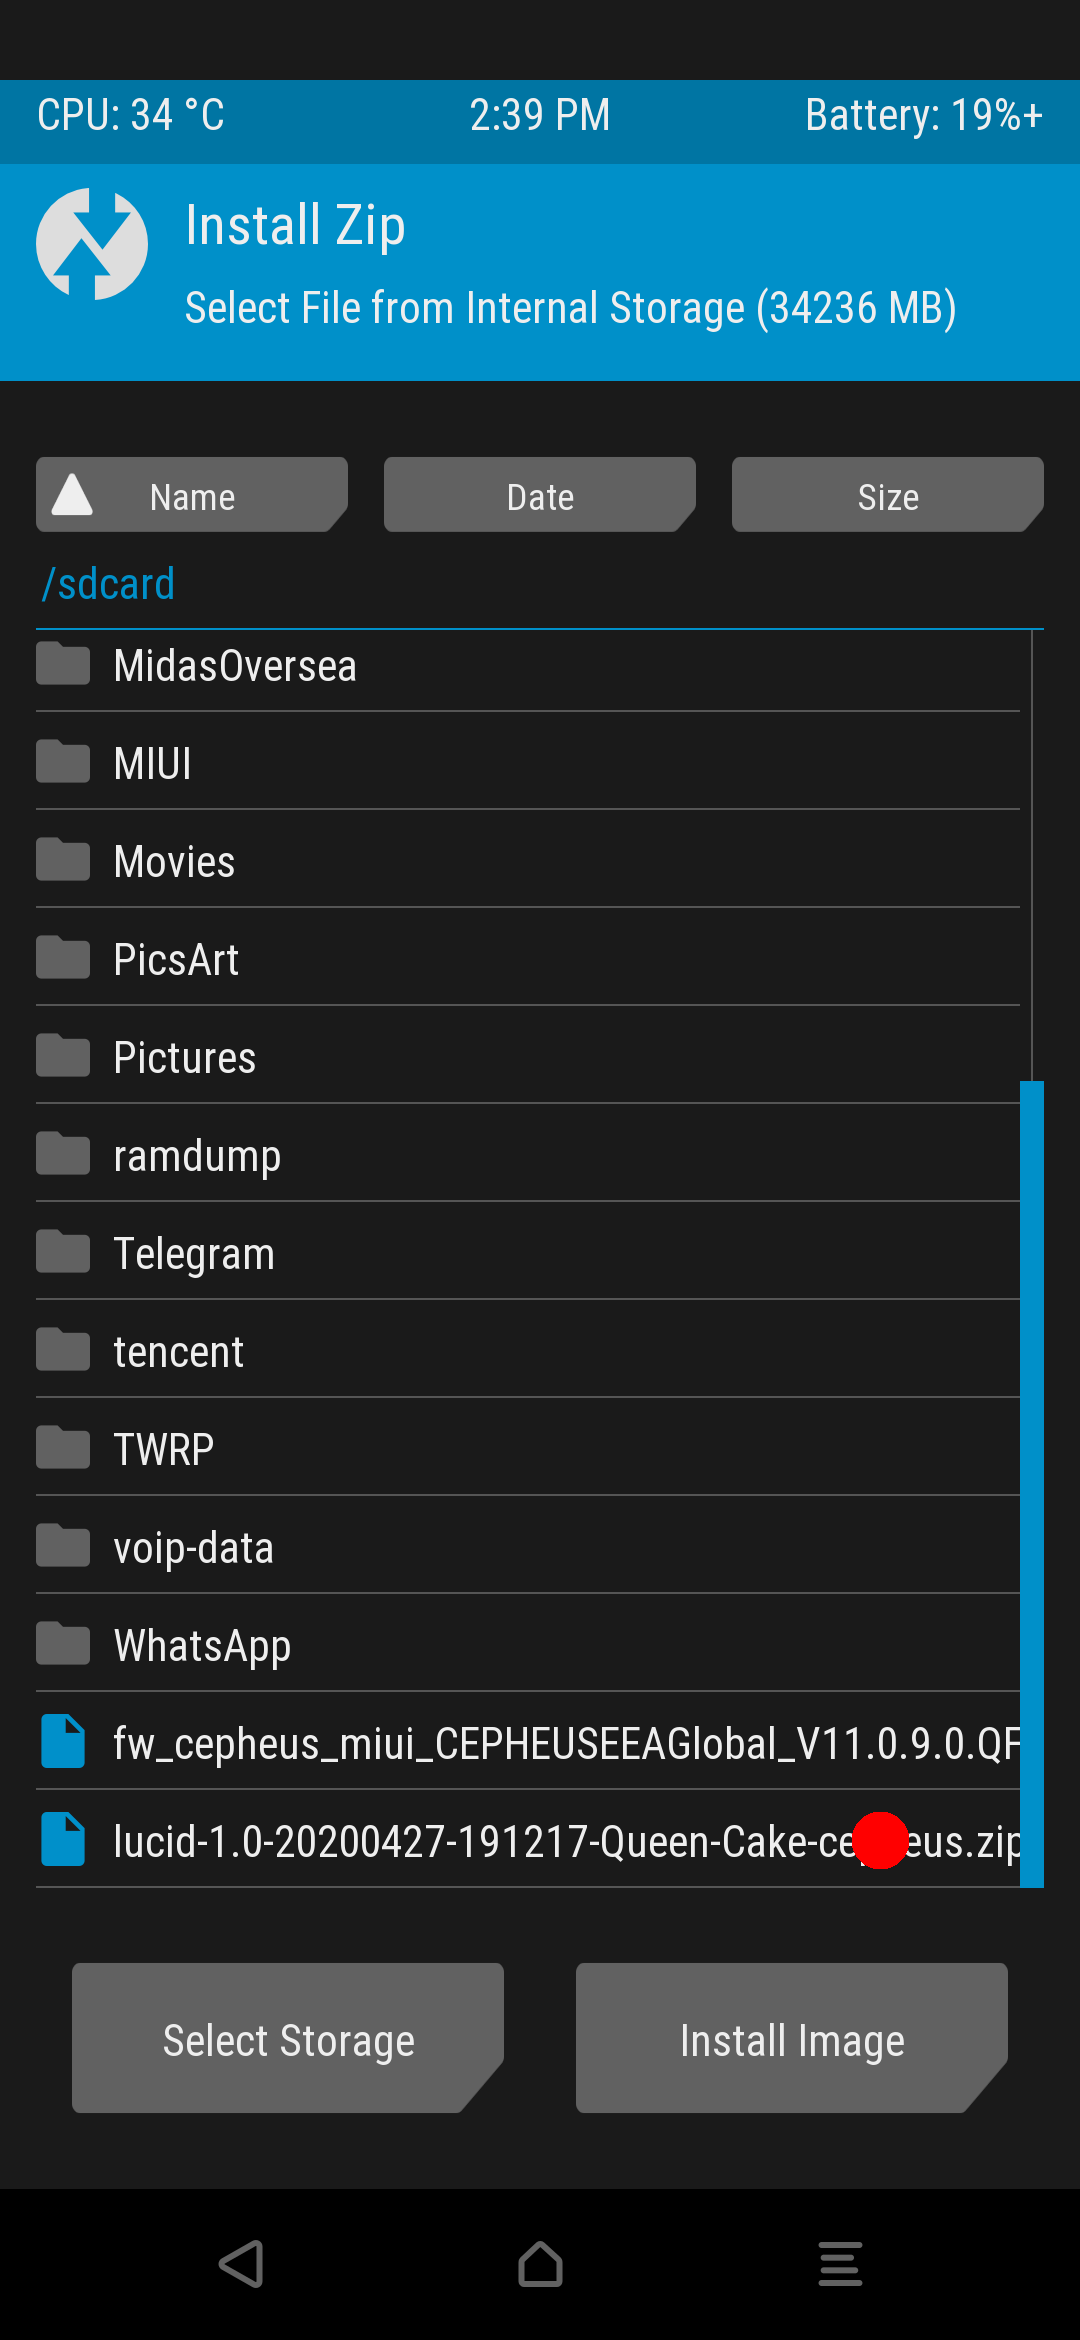 CPU: 34 °C 2:39 PM Battery: 19%+
Install Zip
Select File from Internal Storage (34236 MB)
Name Date Size
/sdcard
MidasOversea
MIUI
Movies
PicsArt
Pictures
ramdump
Telegram
tencent
TWRP
voip-data
WhatsApp
fw_cepheus_miui_CEPHEUSEEAGlobal_V11.0.9.0.QF
lucid-1.0-20200427-191217-Queen-Cake-cepheus.zip
Select Storage Install Image